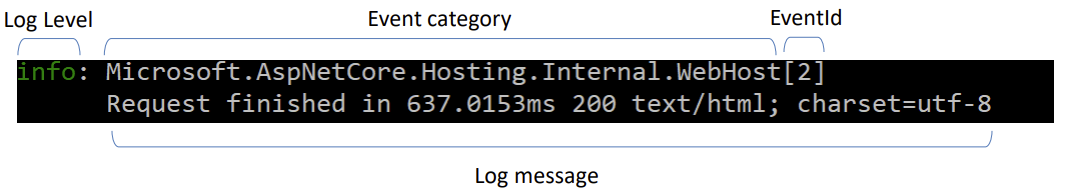 Log Level Event category EventId
info: Microsoft.AspNetCore.Hosting.Internal.WebHost[2]
Request finished in 637.0153ms 200 text/html; charset=utf-8
Log message